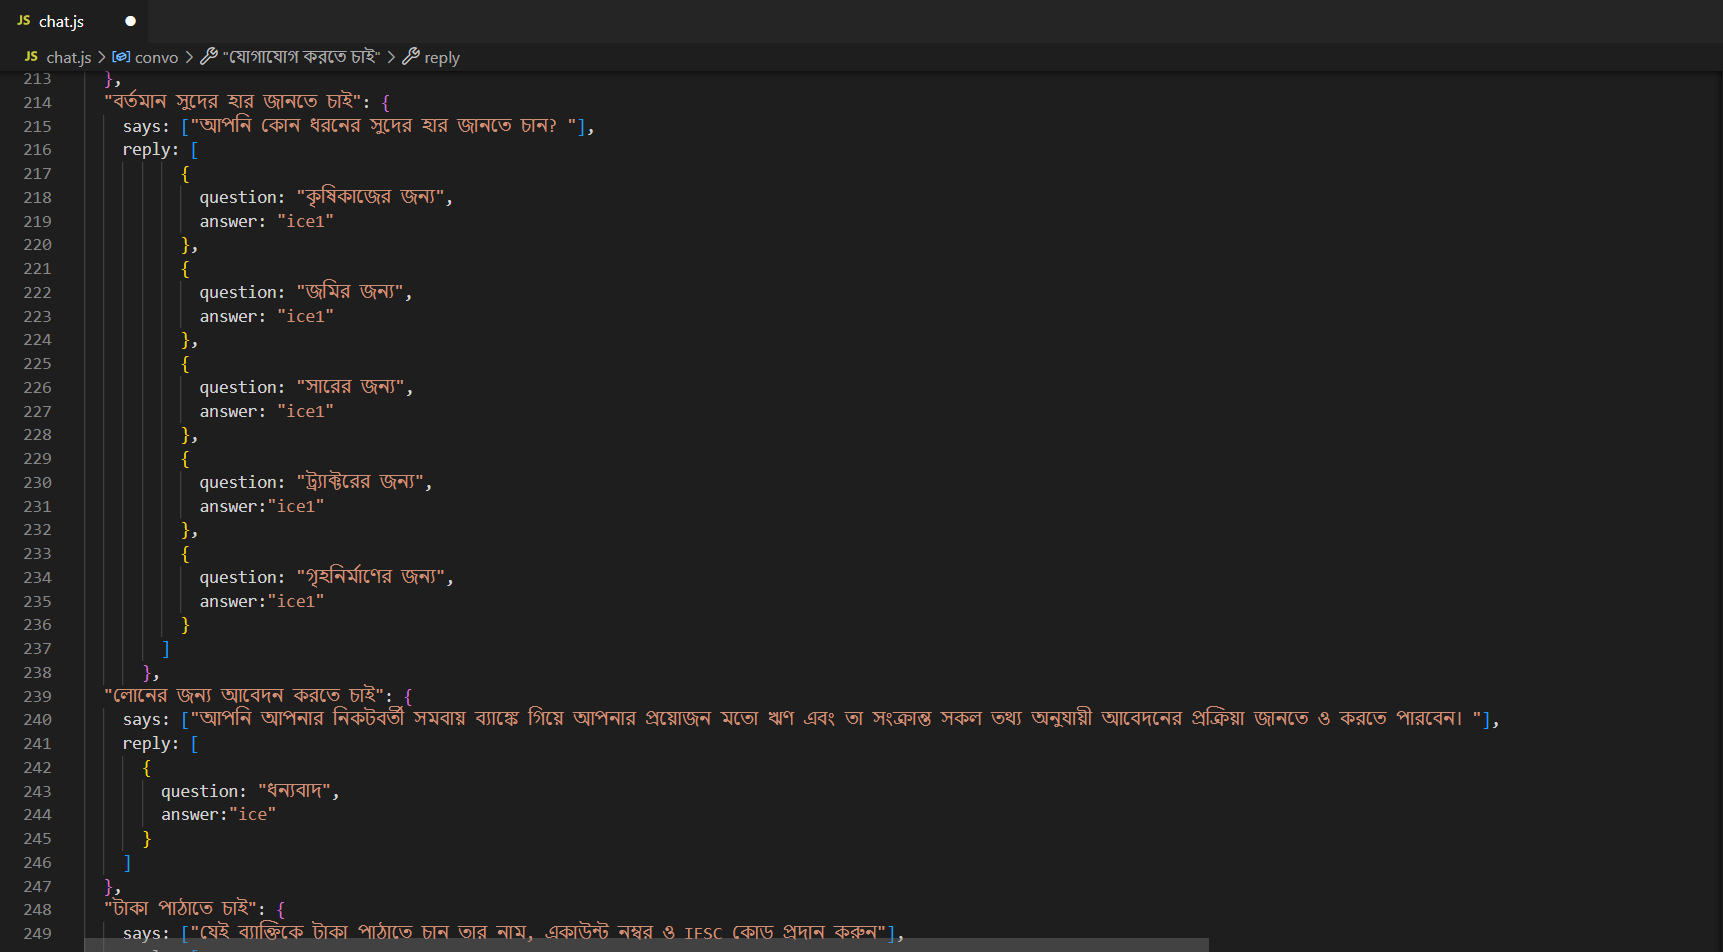 JS chat.js ●
JS chat.js > convo > "যোগাযোগ করতে চাই" > reply
213 },
214 "বর্তমান সুদের হার জানতে চাই": {
215 says: ["আপনি কোন ধরনের সুদের হার জানতে চান? "],
216 reply: [
217 {
218 question: "কৃষিকাজের জন্য",
219 answer: "ice1"
220 },
221 {
222 question: "জমির জন্য",
223 answer: "ice1"
224 },
225 {
226 question: "সারের জন্য",
227 answer: "ice1"
228 },
229 {
230 question: "ট্র্যাক্টরের জন্য",
231 answer:"ice1"
232 },
233 {
234 question: "গৃহনির্মাণের জন্য",
235 answer:"ice1"
236 }
237 ]
238 },
239 "লোনের জন্য আবেদন করতে চাই": {
240 says: ["আপনি আপনার নিকটবর্তী সমবায় ব্যাঙ্কে গিয়ে আপনার প্রয়োজন মতো ঋণ এবং তা সংক্রান্ত সকল তথ্য অনুযায়ী আবেদনের প্রক্রিয়া জানতে ও করতে পারবেন। "],
241 reply: [
242 {
243 question: "ধন্যবাদ",
244 answer:"ice"
245 }
246 ]
247 },
248 "টাকা পাঠাতে চাই": {
249 says: ["যেই ব্যাক্তিকে টাকা পাঠাতে চান তার নাম, একাউন্ট নম্বর ও IFSC কোড প্রদান করুন"],